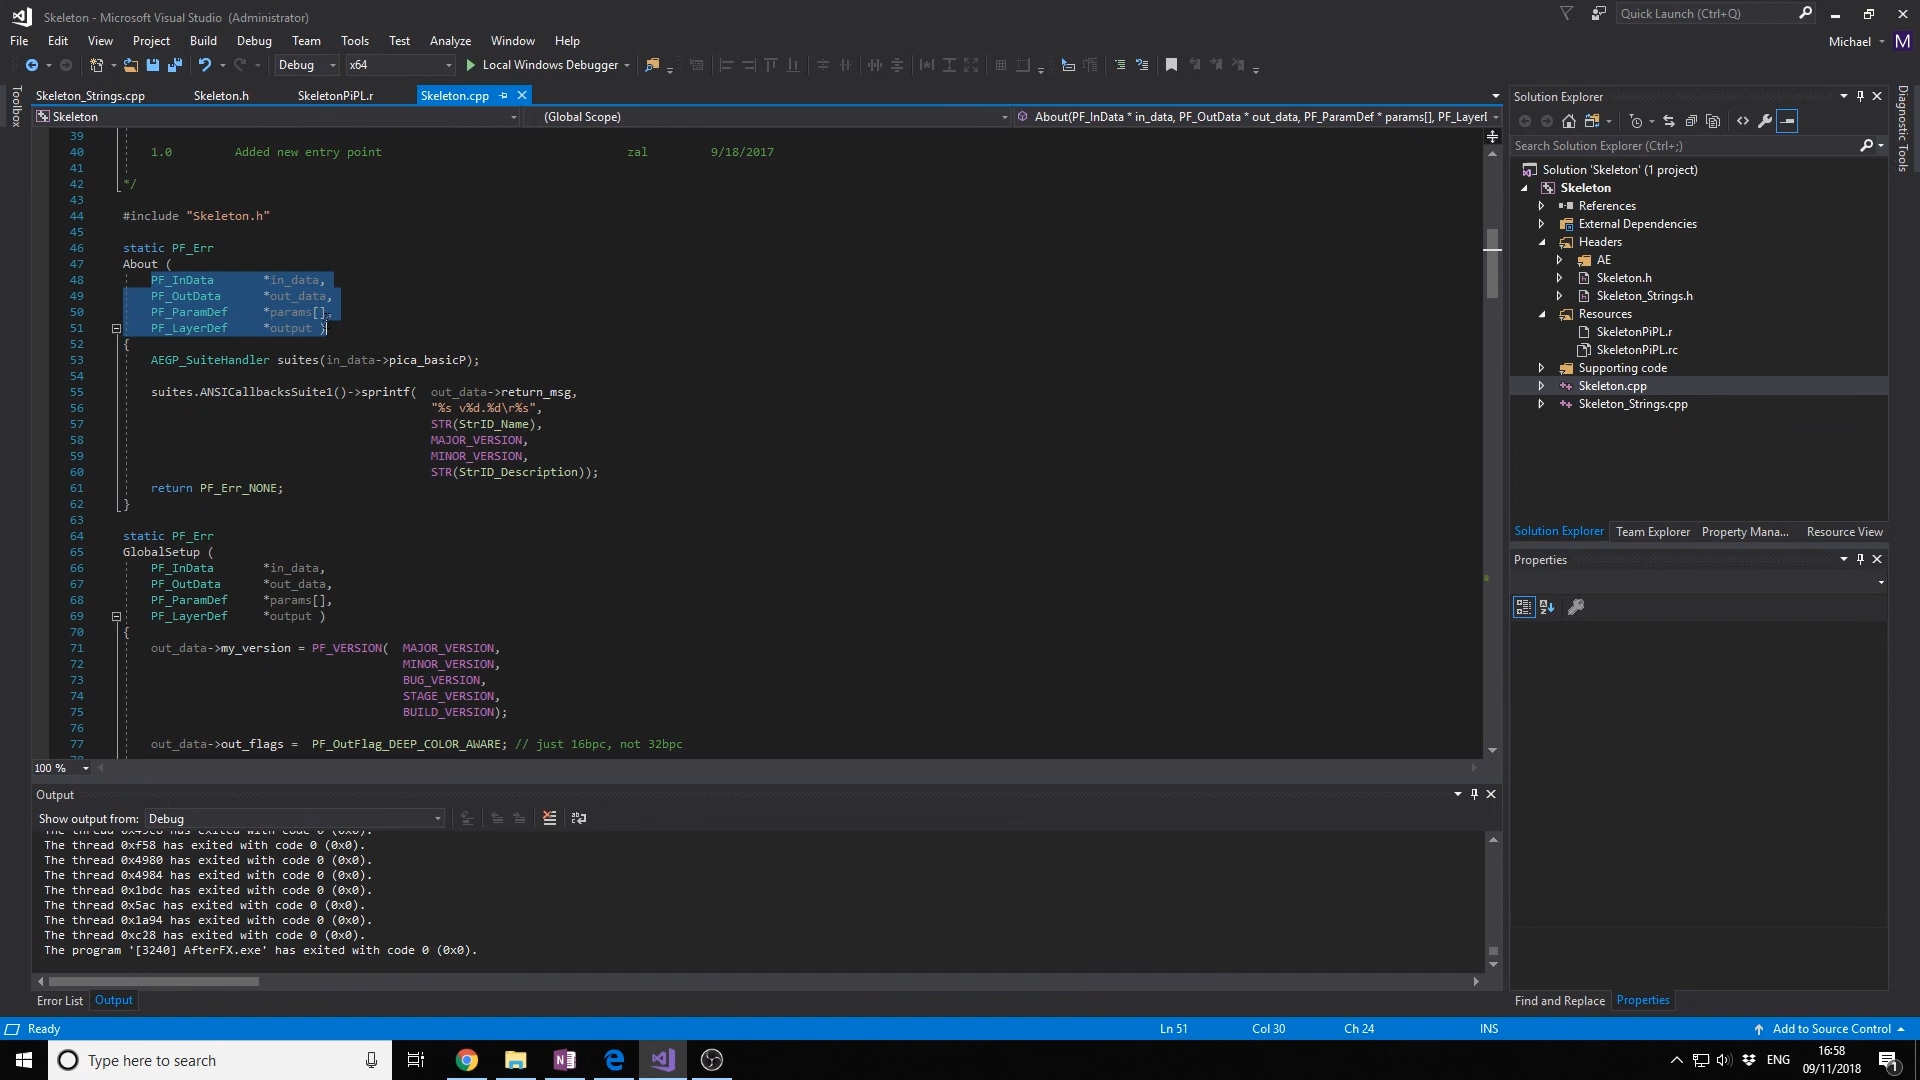 Skeleton - Microsoft Visual Studio (Administrator)
Quick Launch (Ctrl+Q)
File Edit View Project Build Debug Team Tools Test Analyze Window Help
Michael M
Debug x64 Local Windows Debugger
Toolbox
Skeleton_Strings.cpp Skeleton.h SkeletonPiPL.r Skeleton.cpp
Skeleton (Global Scope) About(PF_InData * in_data, PF_OutData * out_data, PF_ParamDef * params[], PF_LayerI
39
40 1.0 Added new entry point zal 9/18/2017
41
42 */
43
44 #include "Skeleton.h"
45
46 static PF_Err
47 About (
48 PF_InData *in_data,
49 PF_OutData *out_data,
50 PF_ParamDef *params[],
51 PF_LayerDef *output )
52 {
53 AEGP_SuiteHandler suites(in_data->pica_basicP);
54
55 suites.ANSICallbacksSuite1()->sprintf( out_data->return_msg,
56 "%s v%d.%d\r%s",
57 STR(StrID_Name),
58 MAJOR_VERSION,
59 MINOR_VERSION,
60 STR(StrID_Description));
61 return PF_Err_NONE;
62 }
63
64 static PF_Err
65 GlobalSetup (
66 PF_InData *in_data,
67 PF_OutData *out_data,
68 PF_ParamDef *params[],
69 PF_LayerDef *output )
70 {
71 out_data->my_version = PF_VERSION( MAJOR_VERSION,
72 MINOR_VERSION,
73 BUG_VERSION,
74 STAGE_VERSION,
75 BUILD_VERSION);
76
77 out_data->out_flags = PF_OutFlag_DEEP_COLOR_AWARE; // just 16bpc, not 32bpc
100 %
Output
Show output from: Debug
The thread 0xf58 has exited with code 0 (0x0).
The thread 0x4980 has exited with code 0 (0x0).
The thread 0x4984 has exited with code 0 (0x0).
The thread 0x1bdc has exited with code 0 (0x0).
The thread 0x5ac has exited with code 0 (0x0).
The thread 0x1a94 has exited with code 0 (0x0).
The thread 0xc28 has exited with code 0 (0x0).
The program '[3240] AfterFX.exe' has exited with code 0 (0x0).
Error List Output
Solution Explorer
Search Solution Explorer (Ctrl+;)
Solution 'Skeleton' (1 project)
Skeleton
References
External Dependencies
Headers
AE
Skeleton.h
Skeleton_Strings.h
Resources
SkeletonPiPL.r
SkeletonPiPL.rc
Supporting code
Skeleton.cpp
Skeleton_Strings.cpp
Solution Explorer Team Explorer Property Mana... Resource View
Properties
Find and Replace Properties
Diagnostic Tools
Ready Ln 51 Col 30 Ch 24 INS Add to Source Control
Type here to search
ENG
16:58
09/11/2018
1